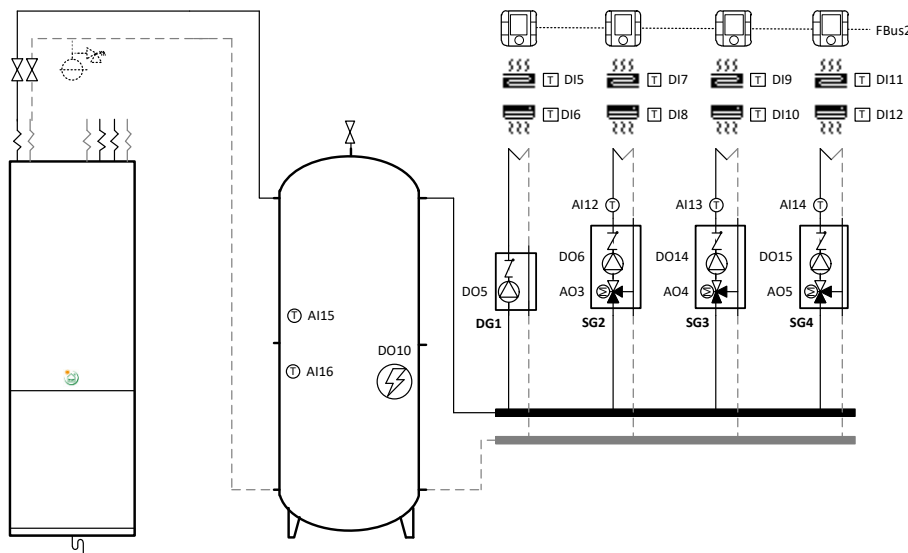 FBus2
T DI5
T DI7
T DI9
T DI11
T DI6
T DI8
T DI10
T DI12
AI12 T
AI13 T
AI14 T
DO6
DO14
DO15
DO5
AO3 M
AO4 M
AO5 M
DG1
SG2
SG3
SG4
T AI15
DO10
T AI16